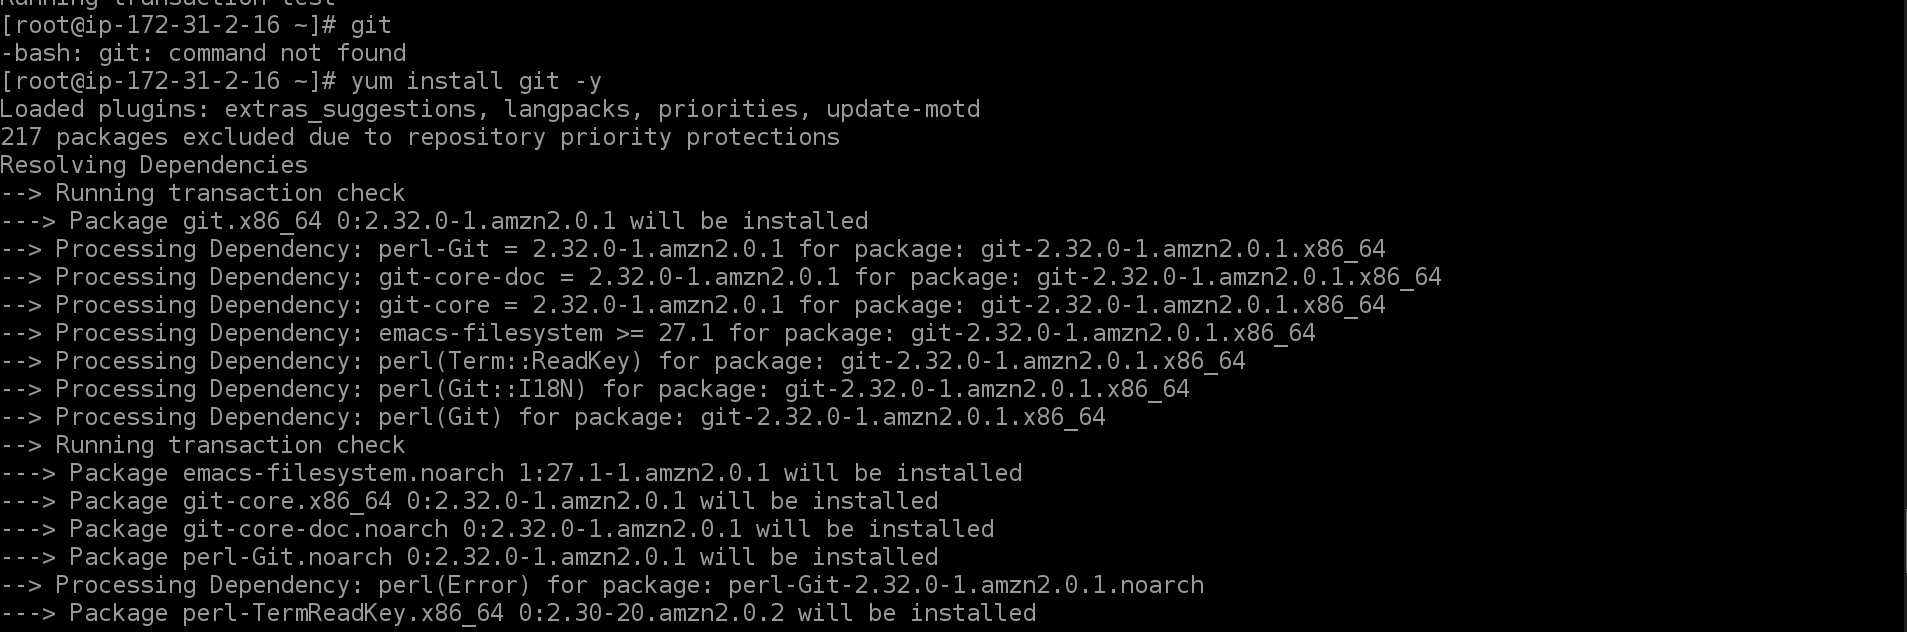 Running transaction test
[root@ip-172-31-2-16 ~]# git
-bash: git: command not found
[root@ip-172-31-2-16 ~]# yum install git -y
Loaded plugins: extras_suggestions, langpacks, priorities, update-motd
217 packages excluded due to repository priority protections
Resolving Dependencies
--> Running transaction check
---> Package git.x86_64 0:2.32.0-1.amzn2.0.1 will be installed
--> Processing Dependency: perl-Git = 2.32.0-1.amzn2.0.1 for package: git-2.32.0-1.amzn2.0.1.x86_64
--> Processing Dependency: git-core-doc = 2.32.0-1.amzn2.0.1 for package: git-2.32.0-1.amzn2.0.1.x86_64
--> Processing Dependency: git-core = 2.32.0-1.amzn2.0.1 for package: git-2.32.0-1.amzn2.0.1.x86_64
--> Processing Dependency: emacs-filesystem >= 27.1 for package: git-2.32.0-1.amzn2.0.1.x86_64
--> Processing Dependency: perl(Term::ReadKey) for package: git-2.32.0-1.amzn2.0.1.x86_64
--> Processing Dependency: perl(Git::I18N) for package: git-2.32.0-1.amzn2.0.1.x86_64
--> Processing Dependency: perl(Git) for package: git-2.32.0-1.amzn2.0.1.x86_64
--> Running transaction check
---> Package emacs-filesystem.noarch 1:27.1-1.amzn2.0.1 will be installed
---> Package git-core.x86_64 0:2.32.0-1.amzn2.0.1 will be installed
---> Package git-core-doc.noarch 0:2.32.0-1.amzn2.0.1 will be installed
---> Package perl-Git.noarch 0:2.32.0-1.amzn2.0.1 will be installed
--> Processing Dependency: perl(Error) for package: perl-Git-2.32.0-1.amzn2.0.1.noarch
---> Package perl-TermReadKey.x86_64 0:2.30-20.amzn2.0.2 will be installed